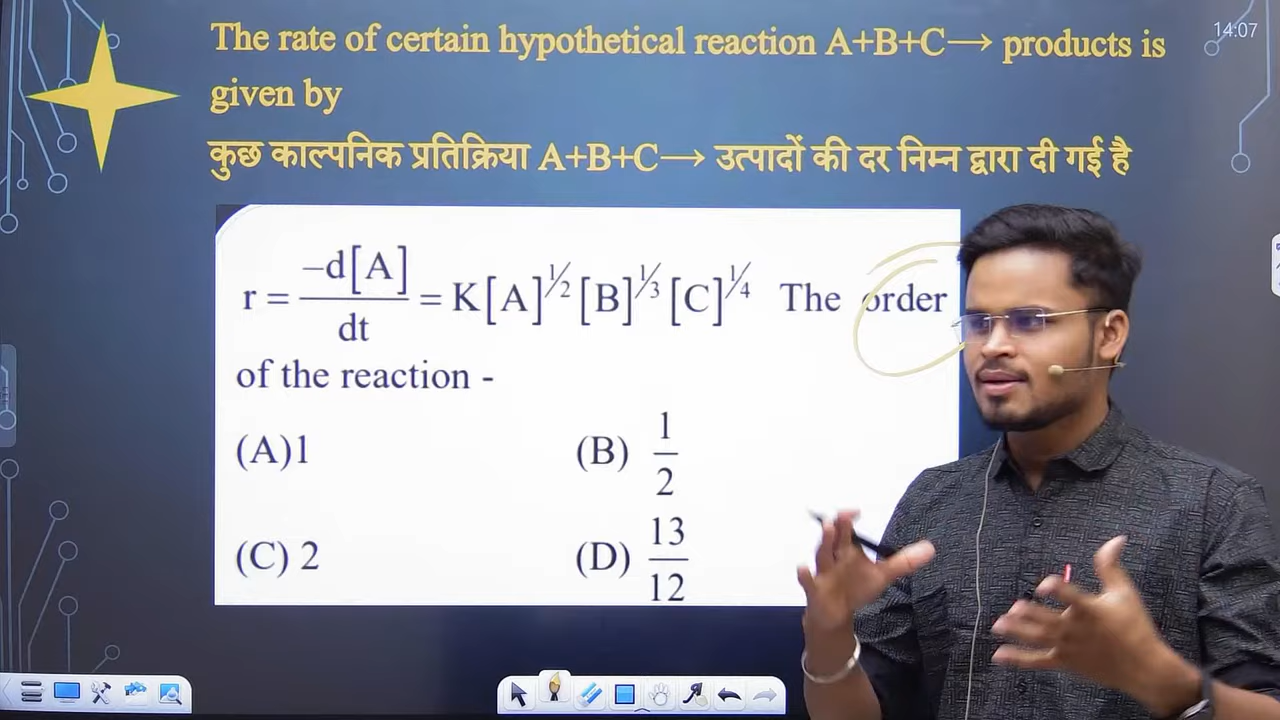 The rate of certain hypothetical reaction A+B+C⟶ products is
given by
कुछ काल्पनिक प्रतिक्रिया A+B+C⟶ उत्पादों की दर निम्न द्वारा दी गई है
r = −d[A]/dt = K[A]^1/2 [B]^1/3 [C]^1/4 The order
of the reaction -
(A)1 (B) 1/2
(C) 2 (D) 13/12
14:07